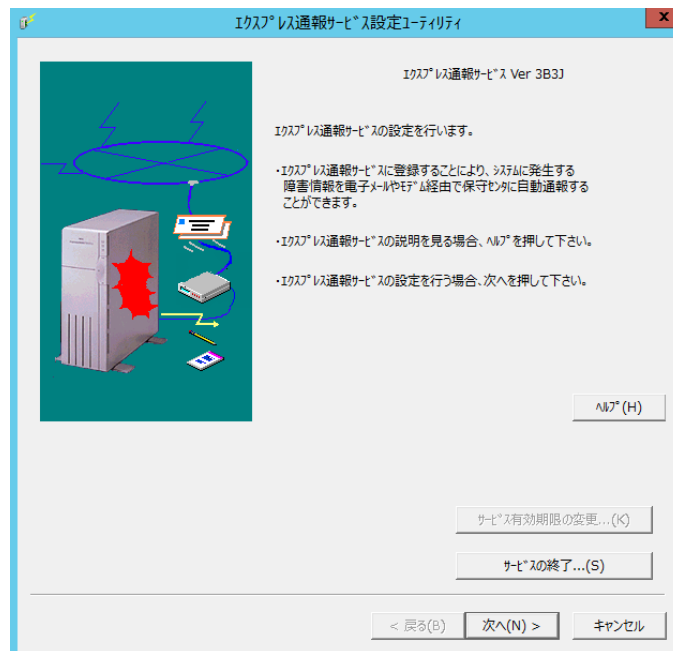 ｴｸｽﾌﾟﾚｽ通報ｻｰﾋﾞｽ設定ﾕｰﾃｨﾘﾃｨ
x
ｴｸｽﾌﾟﾚｽ通報ｻｰﾋﾞｽ Ver 3B3J
ｴｸｽﾌﾟﾚｽ通報ｻｰﾋﾞｽの設定を行います。
･ｴｸｽﾌﾟﾚｽ通報ｻｰﾋﾞｽに登録することにより、ｼｽﾃﾑに発生する
障害情報を電子ﾒｰﾙやﾓﾃﾞﾑ経由で保守ｾﾝﾀに自動通報する
ことができます。
･ｴｸｽﾌﾟﾚｽ通報ｻｰﾋﾞｽの説明を見る場合、ﾍﾙﾌﾟを押して下さい。
･ｴｸｽﾌﾟﾚｽ通報ｻｰﾋﾞｽの設定を行う場合、次へを押して下さい。
ﾍﾙﾌﾟ(H)
ｻｰﾋﾞｽ有効期限の変更...(K)
ｻｰﾋﾞｽの終了...(S)
< 戻る(B)
次へ(N) >
ｷｬﾝｾﾙ